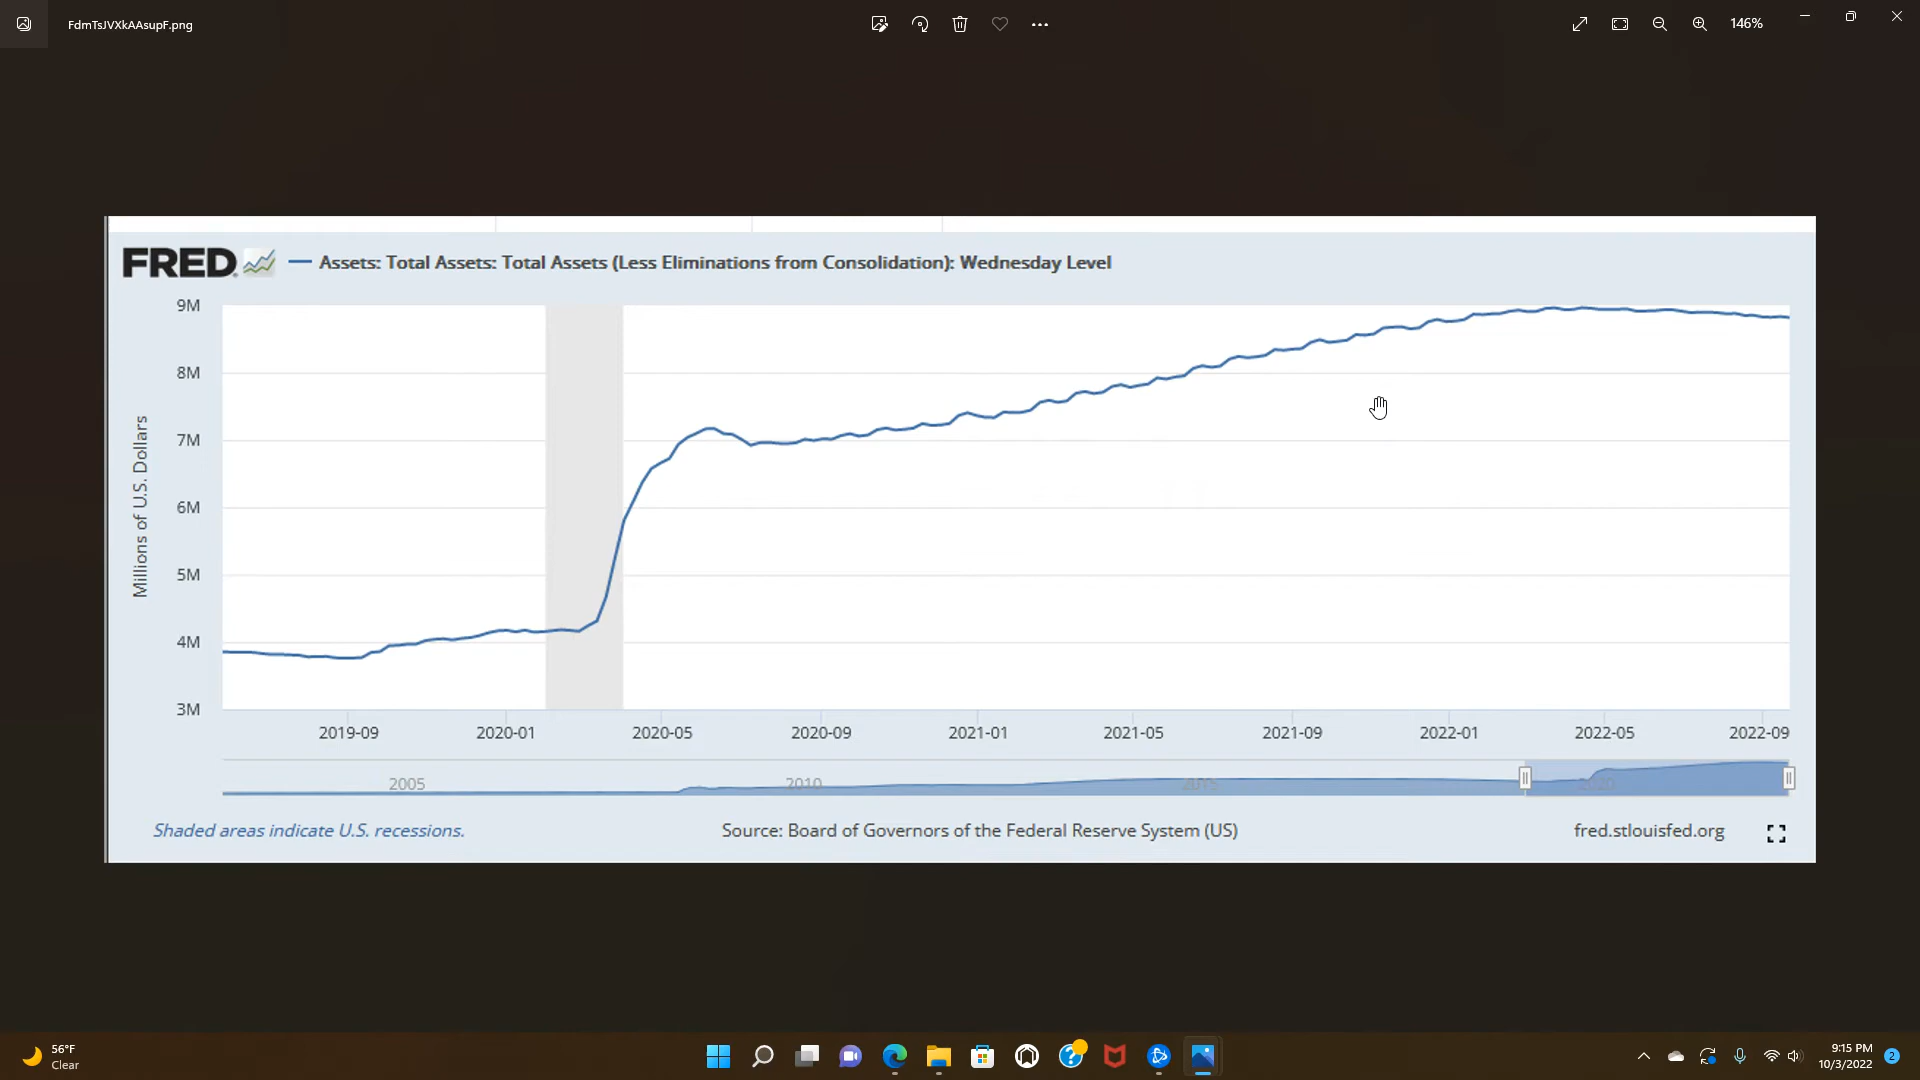 FdmTsJVXkAAsupF.png
146%
FRED
Assets: Total Assets: Total Assets (Less Eliminations from Consolidation): Wednesday Level
9M
8M
7M
6M
5M
4M
3M
Millions of U.S. Dollars
2019-09 2020-01 2020-05 2020-09 2021-01 2021-05 2021-09 2022-01 2022-05 2022-09
2005 2010 2015 2020
Shaded areas indicate U.S. recessions.
Source: Board of Governors of the Federal Reserve System (US)
fred.stlouisfed.org
56°F
Clear
9:15 PM
10/3/2022
2